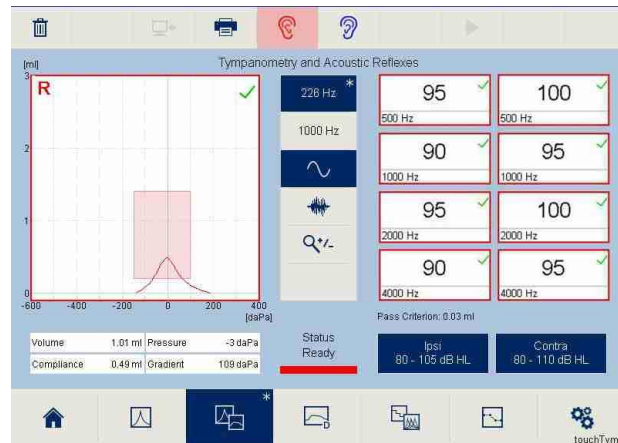 Tympanometry and Acoustic Reflexes
[ml]
R
3
2
1
0
-600 -400 -200 0 200 400
[daPa]
226 Hz *
1000 Hz
+/-
95
500 Hz
100
500 Hz
90
1000 Hz
95
1000 Hz
95
2000 Hz
100
2000 Hz
90
4000 Hz
95
4000 Hz
Pass Criterion: 0.03 ml
Volume 1.01 ml Pressure -3 daPa
Compliance 0.49 ml Gradient 109 daPa
Status
Ready
Ipsi
80 - 105 dB HL
Contra
80 - 110 dB HL
*
D
touchTym